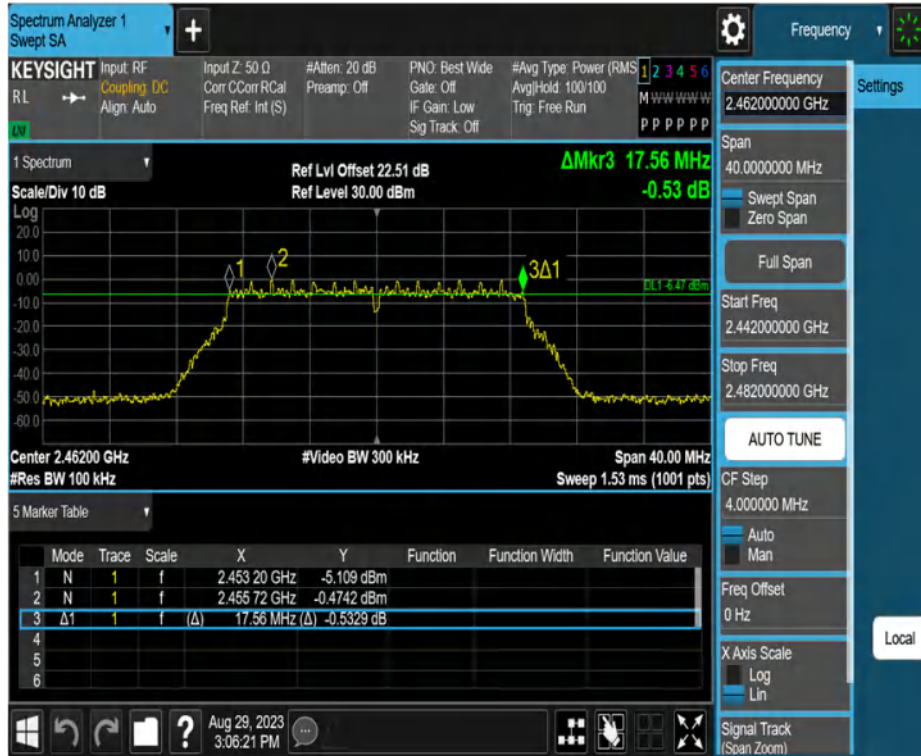 Spectrum Analyzer 1
Swept SA
+
Frequency
KEYSIGHT
RL
LXI
Input: RF
Coupling: DC
Align: Auto
Input Z: 50 Ω
Corr CCorr RCal
Freq Ref: Int (S)
#Atten: 20 dB
Preamp: Off
PNO: Best Wide
Gate: Off
IF Gain: Low
Sig Track: Off
#Avg Type: Power (RMS
Avg|Hold: 100/100
Trig: Free Run
1 2 3 4 5 6
M W W W W W
P P P P P P
1 Spectrum
Scale/Div 10 dB
Ref Lvl Offset 22.51 dB
Ref Level 30.00 dBm
ΔMkr3 17.56 MHz
-0.53 dB
Log
20.0
10.0
0.00
-10.0
-20.0
-30.0
-40.0
-50.0
-60.0
1
2
3Δ1
DL1 -6.47 dBm
Center 2.46200 GHz
#Video BW 300 kHz
Span 40.00 MHz
#Res BW 100 kHz
Sweep 1.53 ms (1001 pts)
5 Marker Table
Mode Trace Scale X Y Function Function Width Function Value
1 N 1 f 2.453 20 GHz -5.109 dBm
2 N 1 f 2.455 72 GHz -0.4742 dBm
3 Δ1 1 f (Δ) 17.56 MHz (Δ) -0.5329 dB
4
5
6
Aug 29, 2023
3:06:21 PM
?
Center Frequency
2.462000000 GHz
Settings
Span
40.0000000 MHz
Swept Span
Zero Span
Full Span
Start Freq
2.442000000 GHz
Stop Freq
2.482000000 GHz
AUTO TUNE
CF Step
4.000000 MHz
Auto
Man
Freq Offset
0 Hz
X Axis Scale
Log
Lin
Local
Signal Track
(Span Zoom)